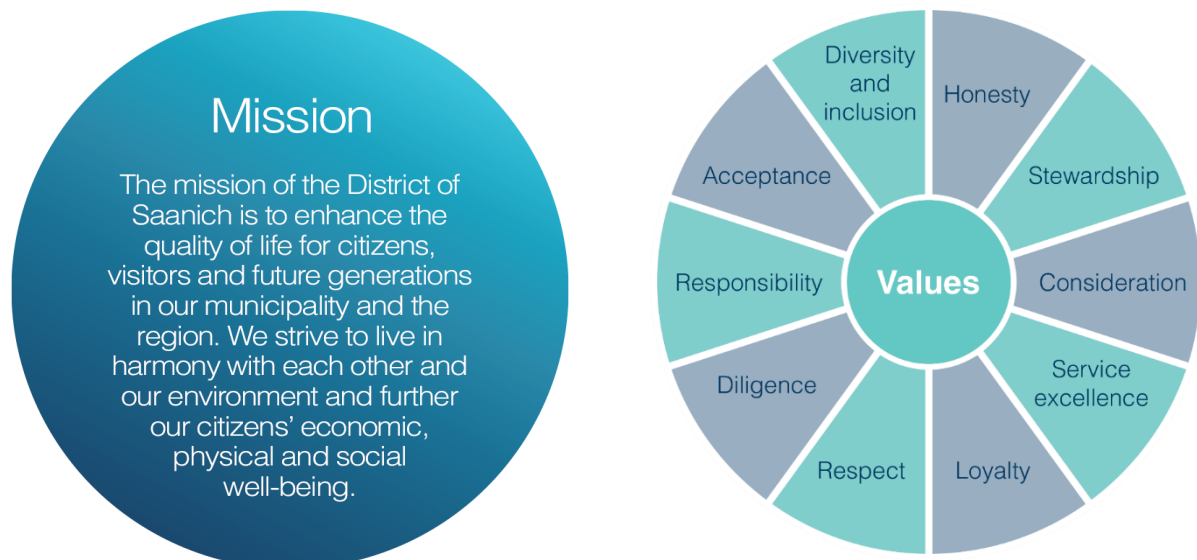 Mission
The mission of the District of
Saanich is to enhance the
quality of life for citizens,
visitors and future generations
in our municipality and the
region. We strive to live in
harmony with each other and
our environment and further
our citizens’ economic,
physical and social
well-being.
Values
Diversity
and
inclusion
Honesty
Stewardship
Consideration
Service
excellence
Loyalty
Respect
Diligence
Responsibility
Acceptance